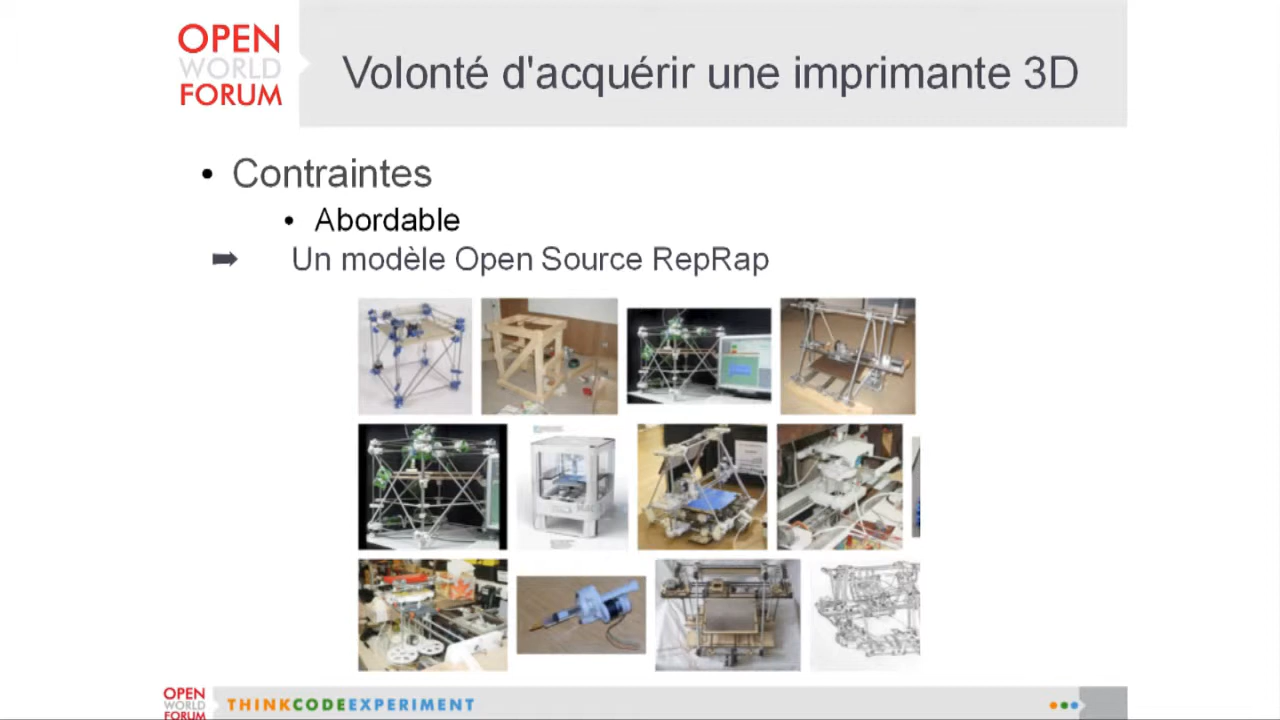 OPEN
WORLD
FORUM
Volonté d'acquérir une imprimante 3D
• Contraintes
• Abordable
➡ Un modèle Open Source RepRap
OPEN
WORLD
FORUM
THINKCODEEXPERIMENT